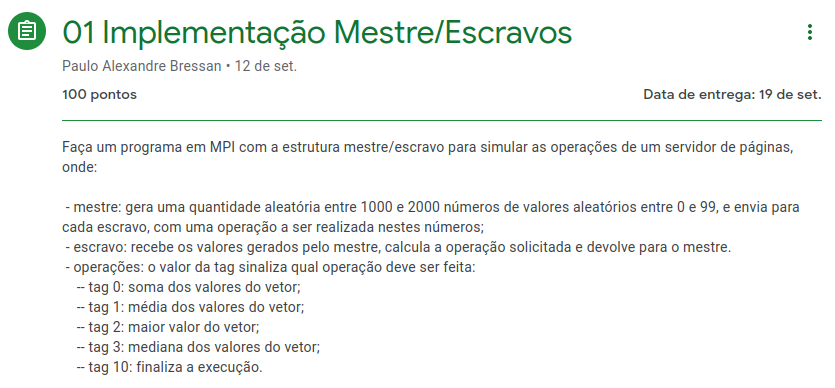 01 Implementação Mestre/Escravos
Paulo Alexandre Bressan • 12 de set.
100 pontos
Data de entrega: 19 de set.
Faça um programa em MPI com a estrutura mestre/escravo para simular as operações de um servidor de páginas,
onde:
- mestre: gera uma quantidade aleatória entre 1000 e 2000 números de valores aleatórios entre 0 e 99, e envia para
cada escravo, com uma operação a ser realizada nestes números;
- escravo: recebe os valores gerados pelo mestre, calcula a operação solicitada e devolve para o mestre.
- operações: o valor da tag sinaliza qual operação deve ser feita:
-- tag 0: soma dos valores do vetor;
-- tag 1: média dos valores do vetor;
-- tag 2: maior valor do vetor;
-- tag 3: mediana dos valores do vetor;
-- tag 10: finaliza a execução.